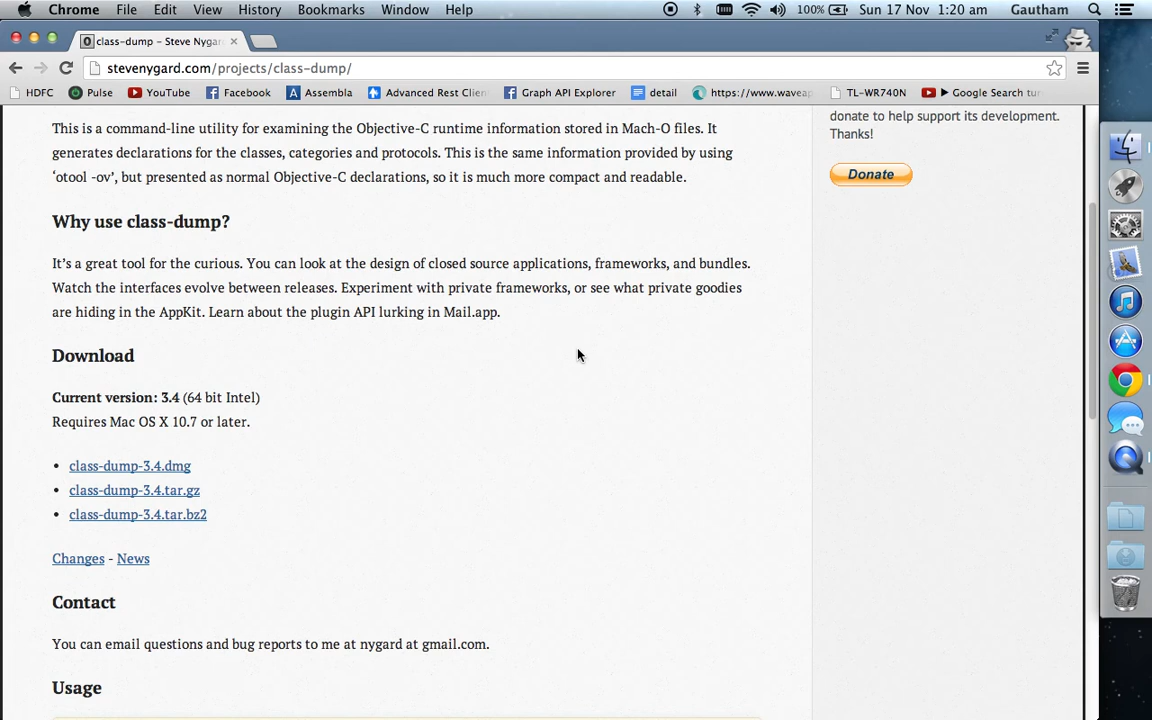 Chrome File Edit View History Bookmarks Window Help 100% Sun 17 Nov 1:20 am Gautham
class-dump – Steve Nygar
stevenygard.com/projects/class-dump/
HDFC Pulse YouTube Facebook Assembla Advanced Rest Clien Graph API Explorer detail https://www.waveap TL-WR740N ▶ Google Search tur
This is a command-line utility for examining the Objective-C runtime information stored in Mach-O files. It
generates declarations for the classes, categories and protocols. This is the same information provided by using
‘otool -ov’, but presented as normal Objective-C declarations, so it is much more compact and readable.
donate to help support its development.
Thanks!
Donate
Why use class-dump?
It’s a great tool for the curious. You can look at the design of closed source applications, frameworks, and bundles.
Watch the interfaces evolve between releases. Experiment with private frameworks, or see what private goodies
are hiding in the AppKit. Learn about the plugin API lurking in Mail.app.
Download
Current version: 3.4 (64 bit Intel)
Requires Mac OS X 10.7 or later.
• class-dump-3.4.dmg
• class-dump-3.4.tar.gz
• class-dump-3.4.tar.bz2
Changes - News
Contact
You can email questions and bug reports to me at nygard at gmail.com.
Usage